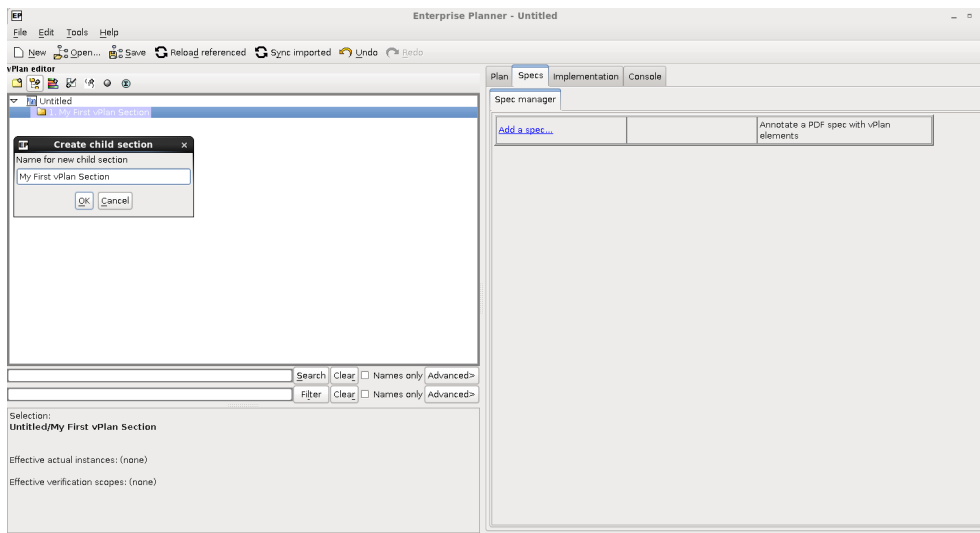 EP
Enterprise Planner - Untitled
File Edit Tools Help
New Open... Save Reload referenced Sync imported Undo Redo
vPlan editor
Untitled
1. My First vPlan Section
Create child section
Name for new child section
My First vPlan Section
OK Cancel
Search Clear Names only Advanced>
Filter Clear Names only Advanced>
Selection:
Untitled/My First vPlan Section
Effective actual instances: (none)
Effective verification scopes: (none)
Plan Specs Implementation Console
Spec manager
Add a spec...
Annotate a PDF spec with vPlan
elements